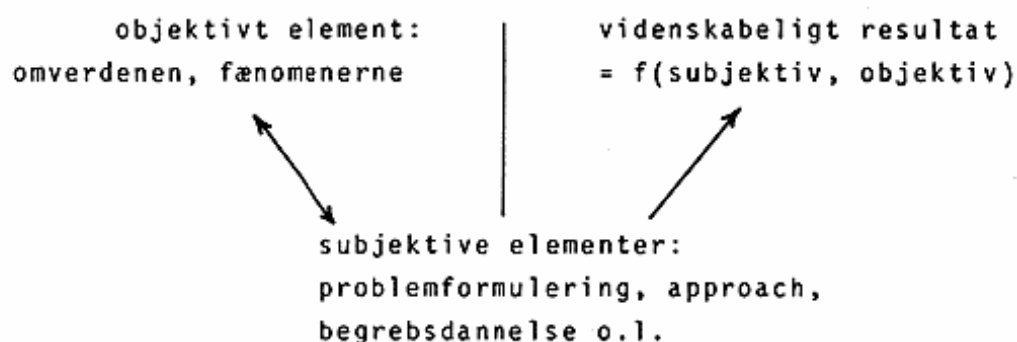 objektivt element:
omverdenen, fænomenerne
videnskabeligt resultat
= f(subjektiv, objektiv)
subjektive elementer:
problemformulering, approach,
begrebsdannelse o.l.